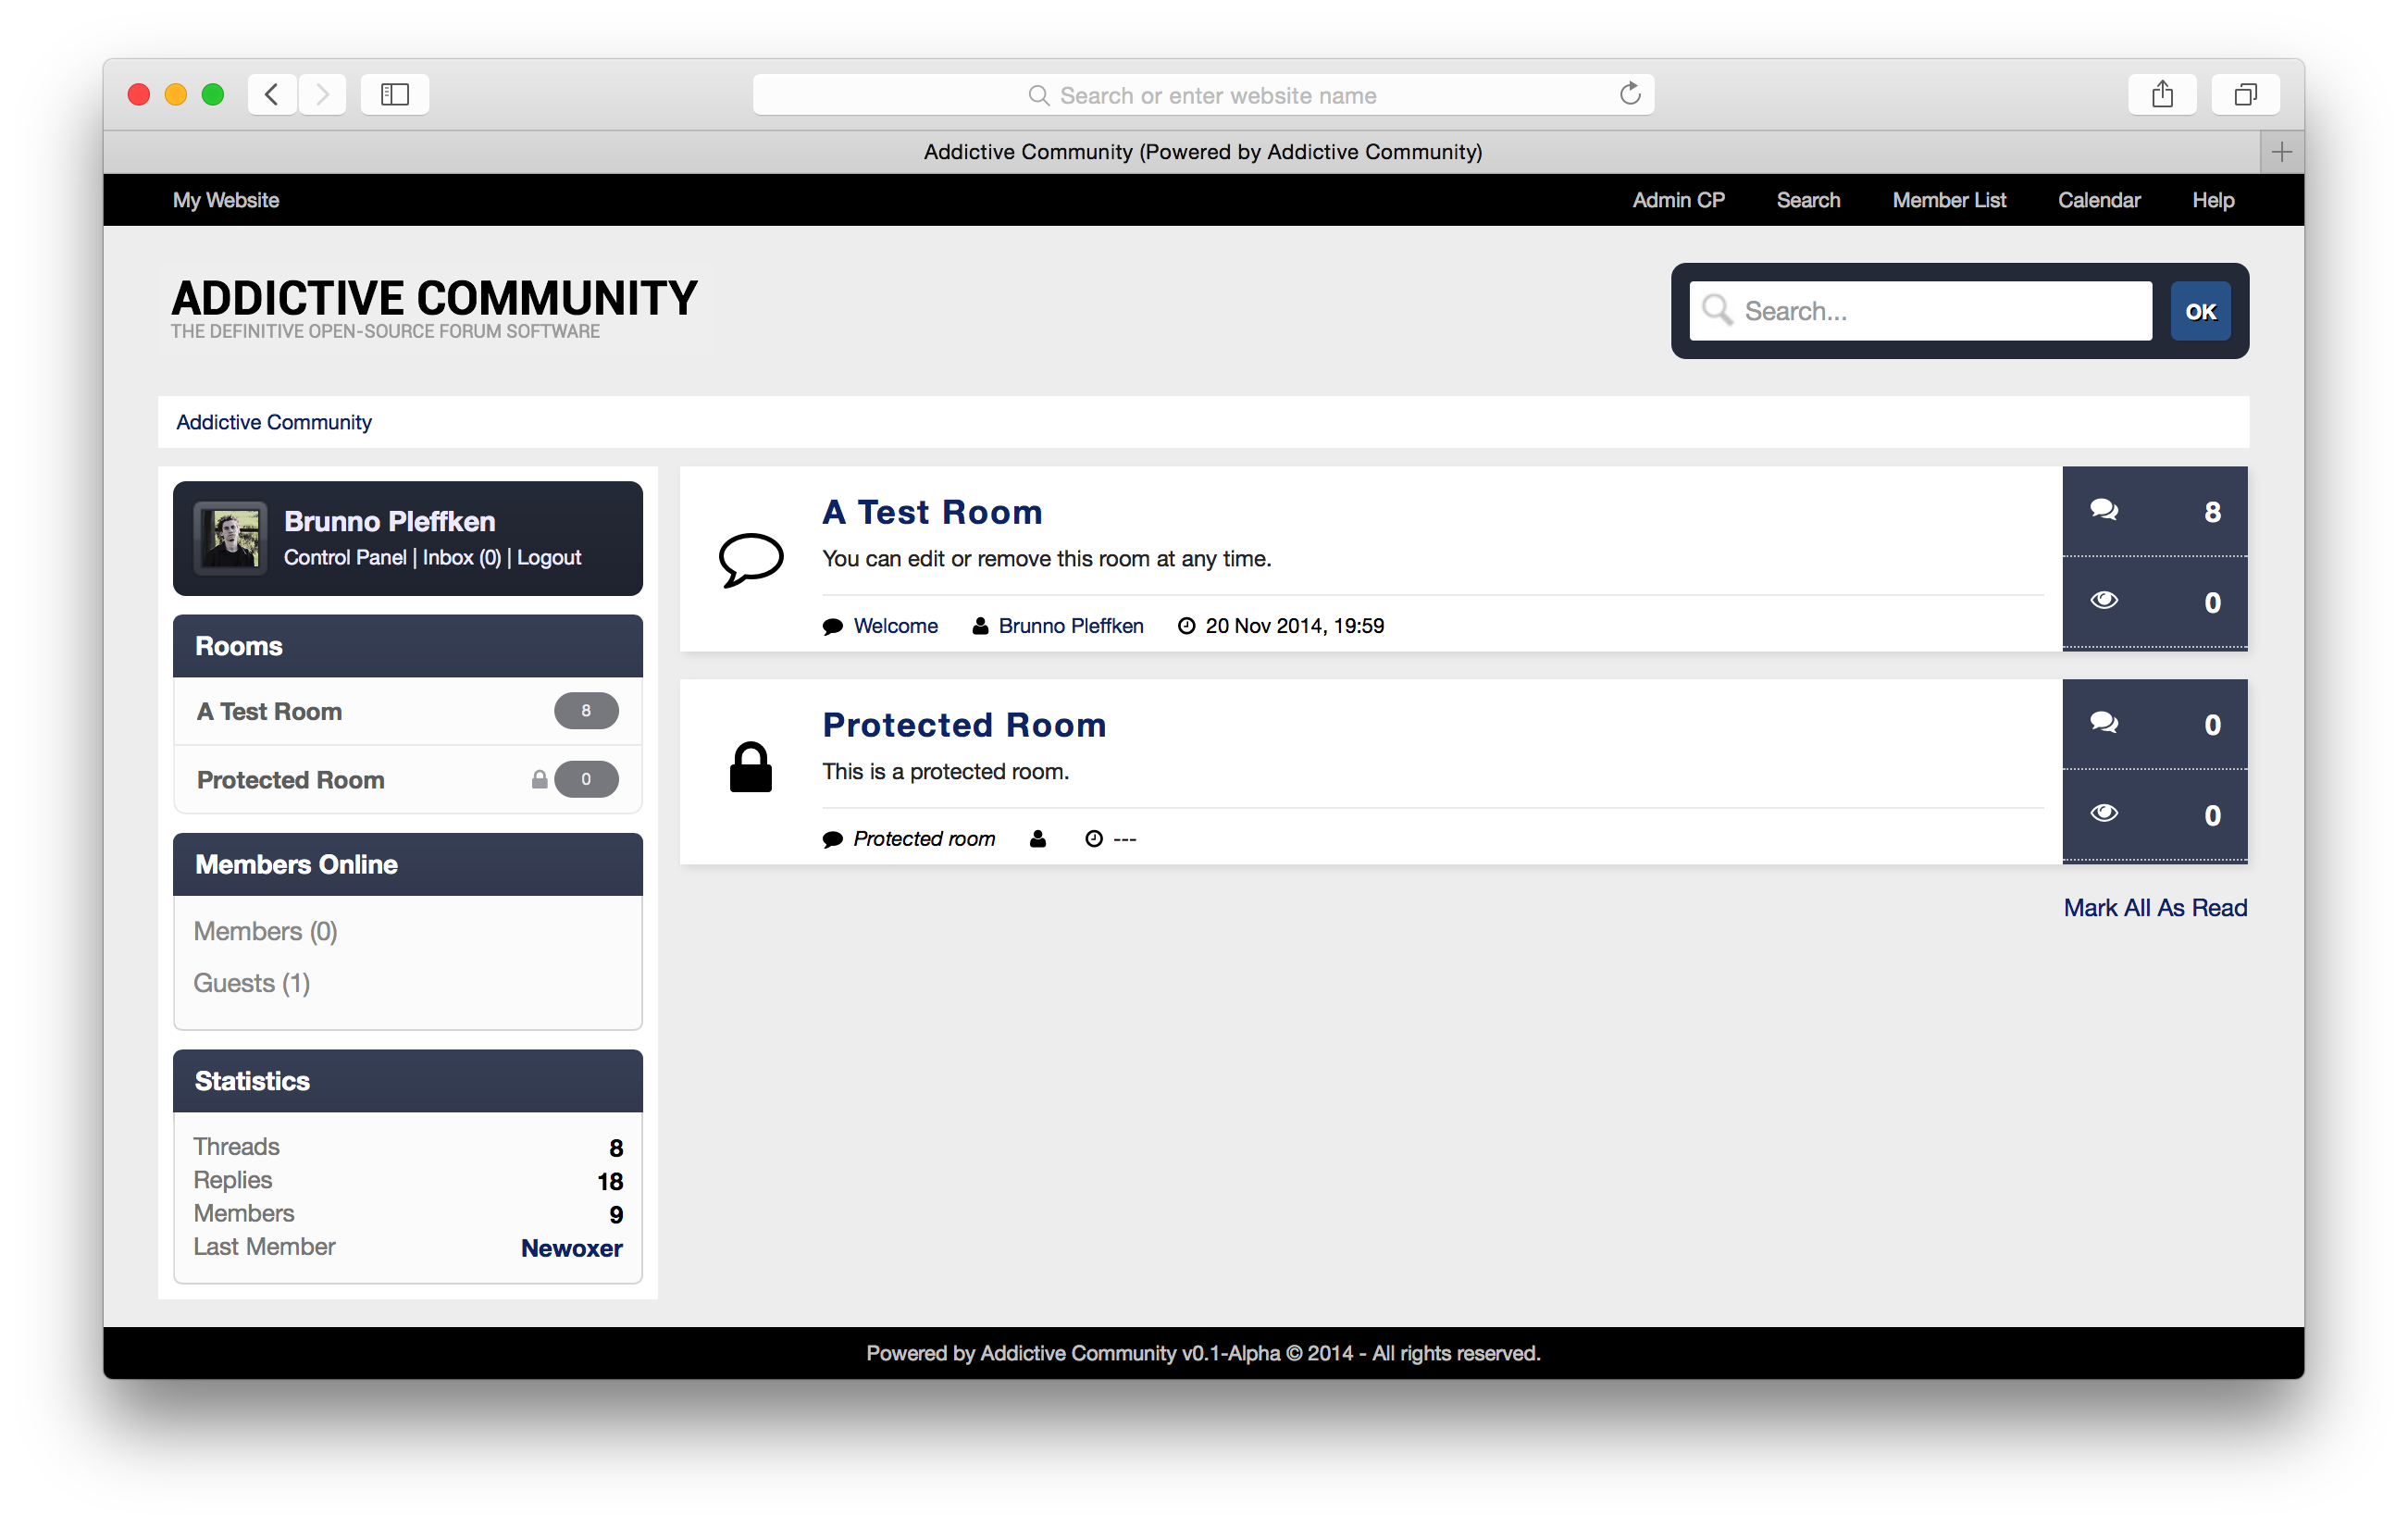 Search or enter website name
Addictive Community (Powered by Addictive Community)
My Website
Admin CP Search Member List Calendar Help
ADDICTIVE COMMUNITY
THE DEFINITIVE OPEN-SOURCE FORUM SOFTWARE
Search...
OK
Addictive Community
Brunno Pleffken
Control Panel | Inbox (0) | Logout
Rooms
A Test Room 8
Protected Room 0
Members Online
Members (0)
Guests (1)
Statistics
Threads 8
Replies 18
Members 9
Last Member Newoxer
A Test Room
You can edit or remove this room at any time.
Welcome Brunno Pleffken 20 Nov 2014, 19:59
8
0
Protected Room
This is a protected room.
Protected room ---
0
0
Mark All As Read
Powered by Addictive Community v0.1-Alpha © 2014 - All rights reserved.